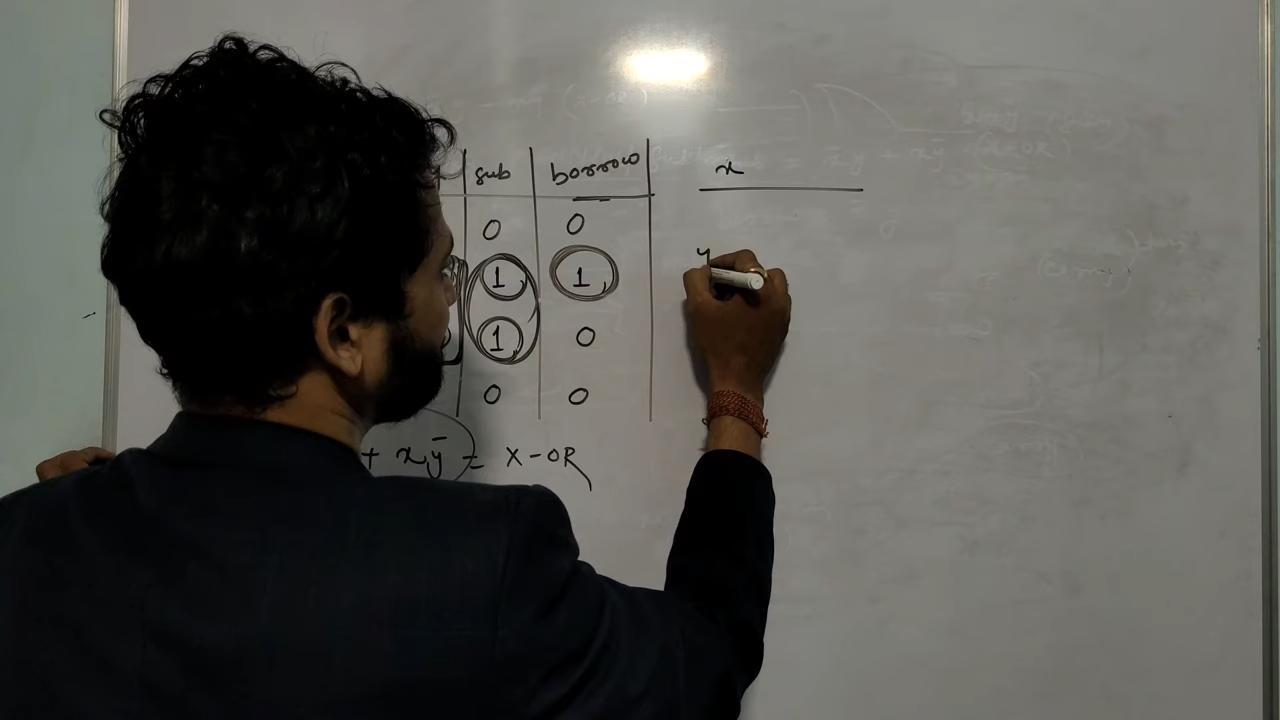 sub borrow x
0 0
1 1 y
1 0
0 0
+ xȳ = X-OR